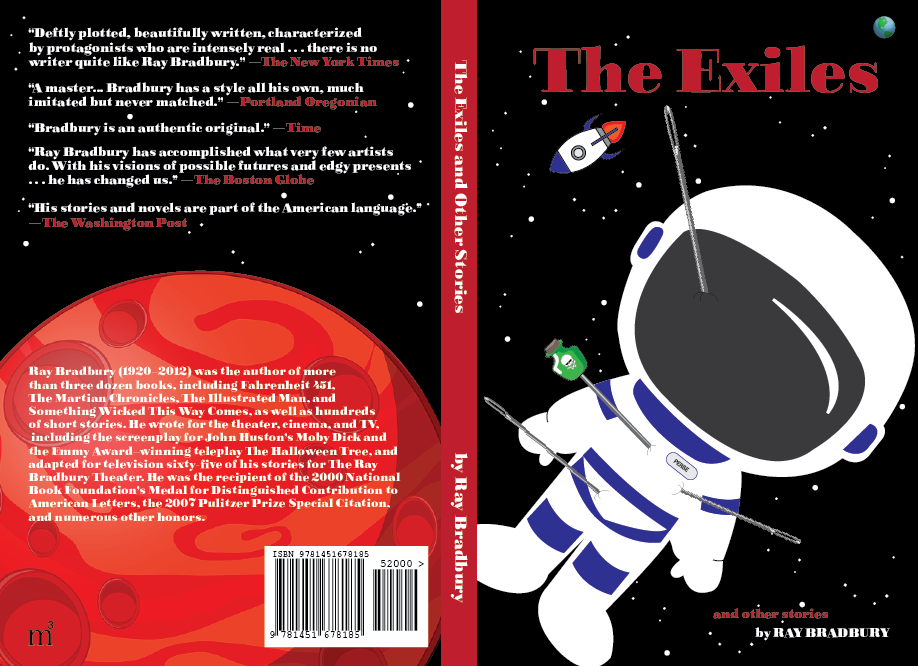 “Deftly plotted, beautifully written, characterized
by protagonists who are intensely real . . . there is no
writer quite like Ray Bradbury.” —The New York Times
“A master... Bradbury has a style all his own, much
imitated but never matched.” —Portland Oregonian
“Bradbury is an authentic original.” —Time
“Ray Bradbury has accomplished what very few artists
do. With his visions of possible futures and edgy presents
. . . he has changed us.” —The Boston Globe
“His stories and novels are part of the American language.”
—The Washington Post
Ray Bradbury (1920–2012) was the author of more
than three dozen books, including Fahrenheit 451,
The Martian Chronicles, The Illustrated Man, and
Something Wicked This Way Comes, as well as hundreds
of short stories. He wrote for the theater, cinema, and TV,
including the screenplay for John Huston's Moby Dick and
the Emmy Award–winning teleplay The Halloween Tree, and
adapted for television sixty-five of his stories for The Ray
Bradbury Theater. He was the recipient of the 2000 National
Book Foundation's Medal for Distinguished Contribution to
American Letters, the 2007 Pulitzer Prize Special Citation,
and numerous other honors.
m3
ISBN 9781451678185
52000 >
9 781451 678185
The Exiles and Other Stories
by Ray Bradbury
The Exiles
and other stories
by RAY BRADBURY